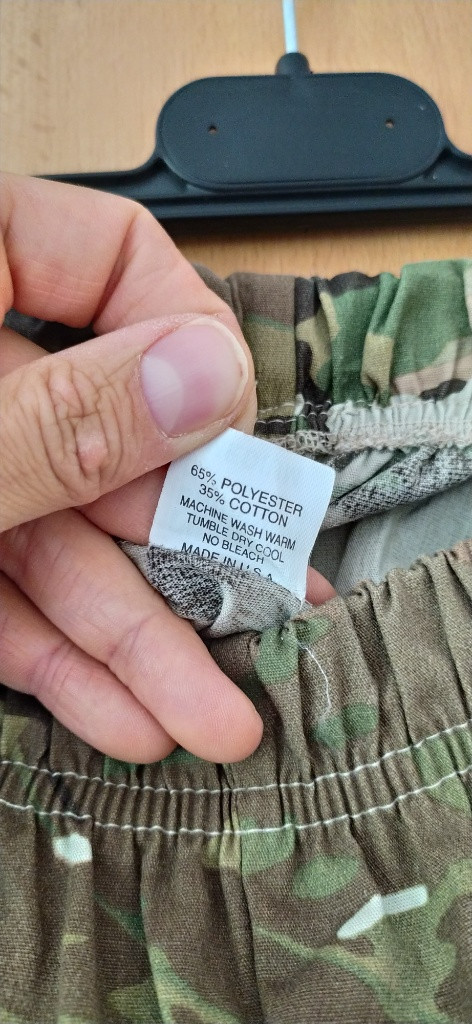 65% POLYESTER
35% COTTON
MACHINE WASH WARM
TUMBLE DRY COOL
NO BLEACH
MADE IN U.S.A.